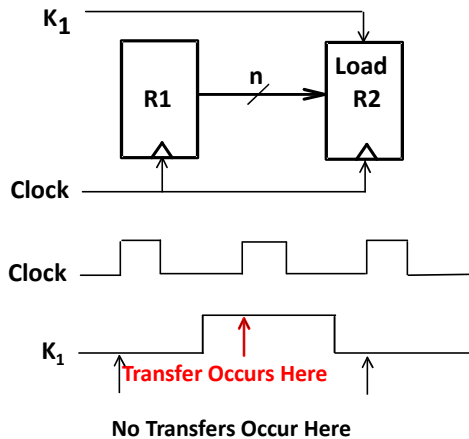 K1
n
Load
R1
R2
Clock
Clock
K1
Transfer Occurs Here
No Transfers Occur Here